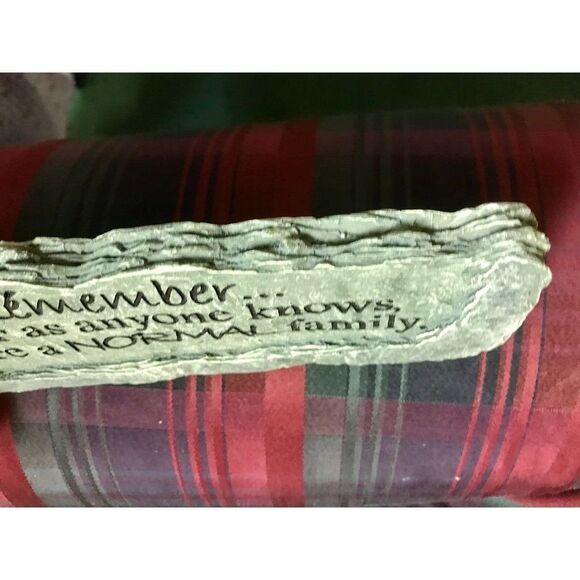 emember...
as anyone knows,
e a NORMAL family.